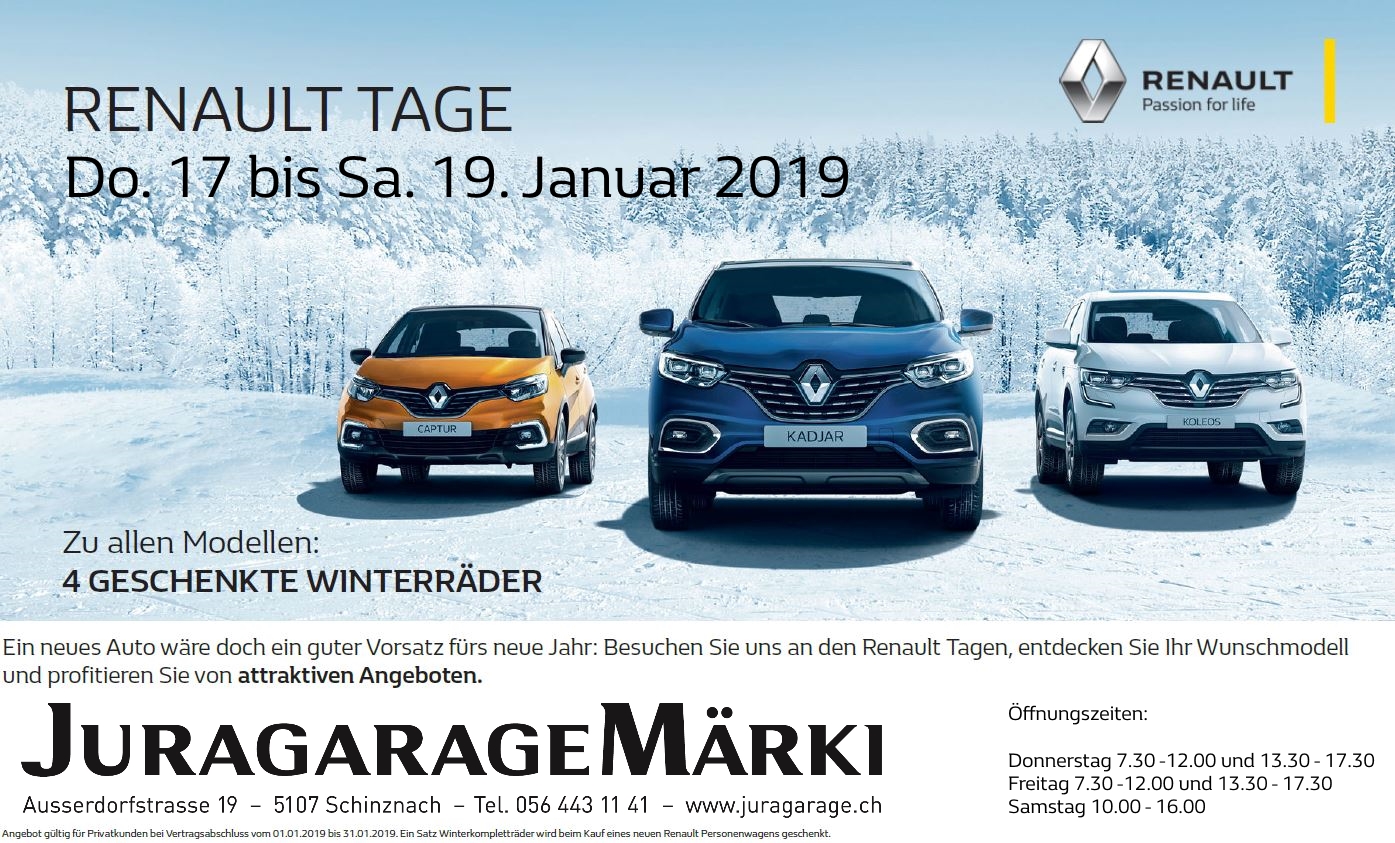 RENAULT TAGE
Do. 17 bis Sa. 19. Januar 2019
RENAULT
Passion for life
CAPTUR
KADJAR
KOLEOS
Zu allen Modellen:
4 GESCHENKTE WINTERRÄDER
Ein neues Auto wäre doch ein guter Vorsatz fürs neue Jahr: Besuchen Sie uns an den Renault Tagen, entdecken Sie Ihr Wunschmodell
und profitieren Sie von attraktiven Angeboten.
JURAGARAGE MÄRKI
Ausserdorfstrasse 19 – 5107 Schinznach – Tel. 056 443 11 41 – www.juragarage.ch
Öffnungszeiten:
Donnerstag 7.30 -12.00 und 13.30 - 17.30
Freitag 7.30 -12.00 und 13.30 - 17.30
Samstag 10.00 - 16.00
Angebot gültig für Privatkunden bei Vertragsabschluss vom 01.01.2019 bis 31.01.2019. Ein Satz Winterkompletträder wird beim Kauf eines neuen Renault Personenwagens geschenkt.